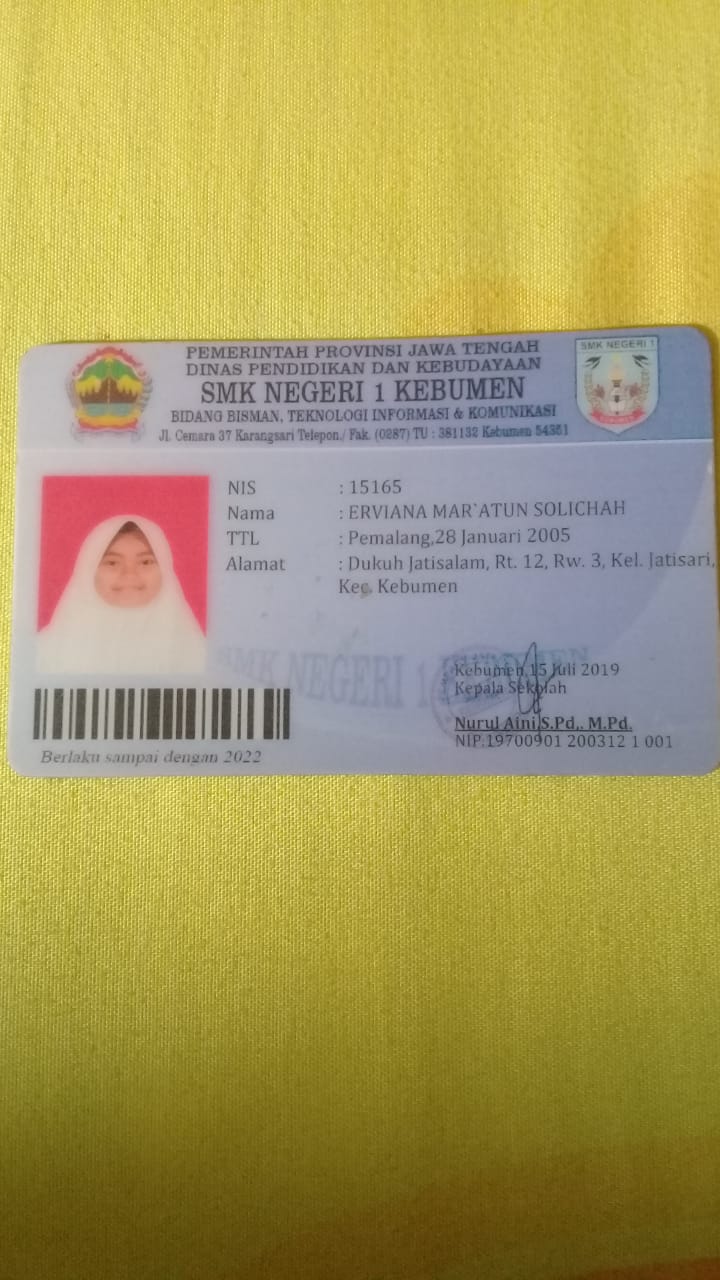 PEMERINTAH PROVINSI JAWA TENGAH
DINAS PENDIDIKAN DAN KEBUDAYAAN
SMK NEGERI 1 KEBUMEN
BIDANG BISMAN, TEKNOLOGI INFORMASI & KOMUNIKASI
Jl. Cemara 37 Karangsari Telepon./ Fak. (0287) TU : 381132 Kebumen 54351
SMK NEGERI 1
NIS : 15165
Nama : ERVIANA MAR`ATUN SOLICHAH
TTL : Pemalang,28 Januari 2005
Alamat : Dukuh Jatisalam, Rt. 12, Rw. 3, Kel. Jatisari,
Kec. Kebumen
SMK NEGERI 1
Kebumen,15 Juli 2019
Kepala Sekolah
Nurul Aini,S.Pd,. M.Pd.
NIP.19700901 200312 1 001
Berlaku sampai dengan 2022